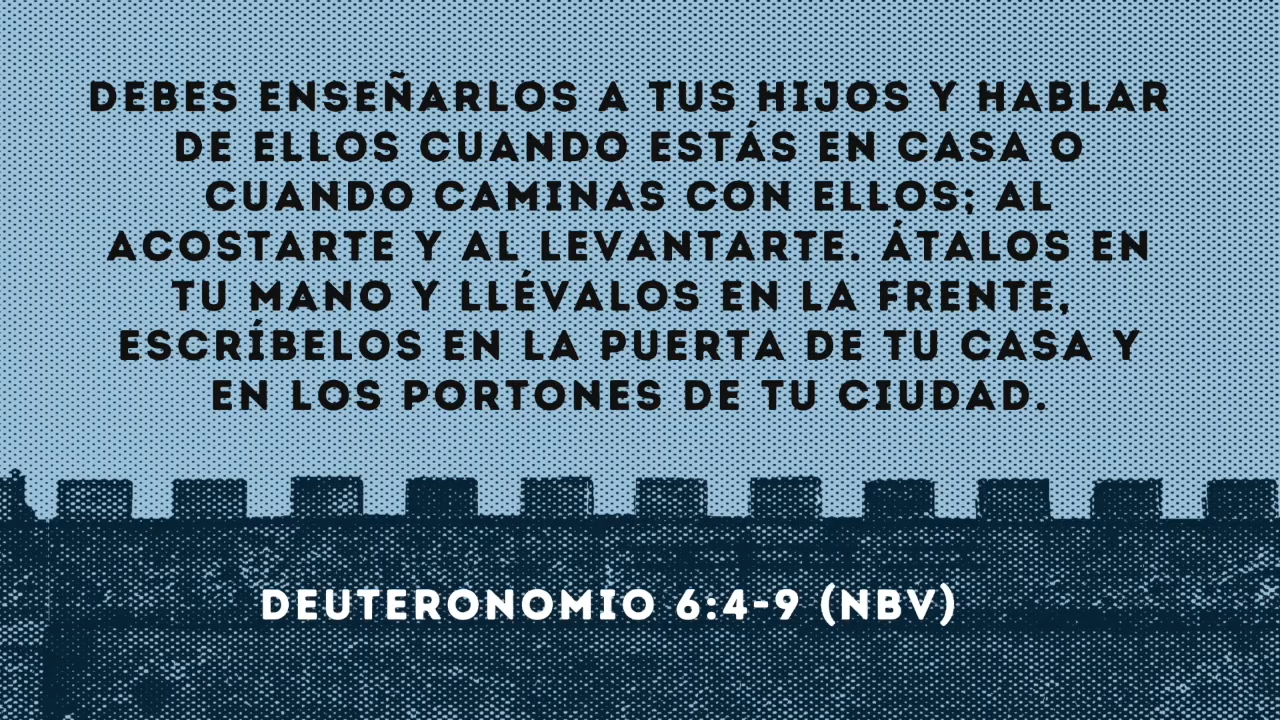 DEBES ENSEÑARLOS A TUS HIJOS Y HABLAR
DE ELLOS CUANDO ESTÁS EN CASA O
CUANDO CAMINAS CON ELLOS; AL
ACOSTARTE Y AL LEVANTARTE. ÁTALOS EN
TU MANO Y LLÉVALOS EN LA FRENTE,
ESCRÍBELOS EN LA PUERTA DE TU CASA Y
EN LOS PORTONES DE TU CIUDAD.
DEUTERONOMIO 6:4-9 (NBV)